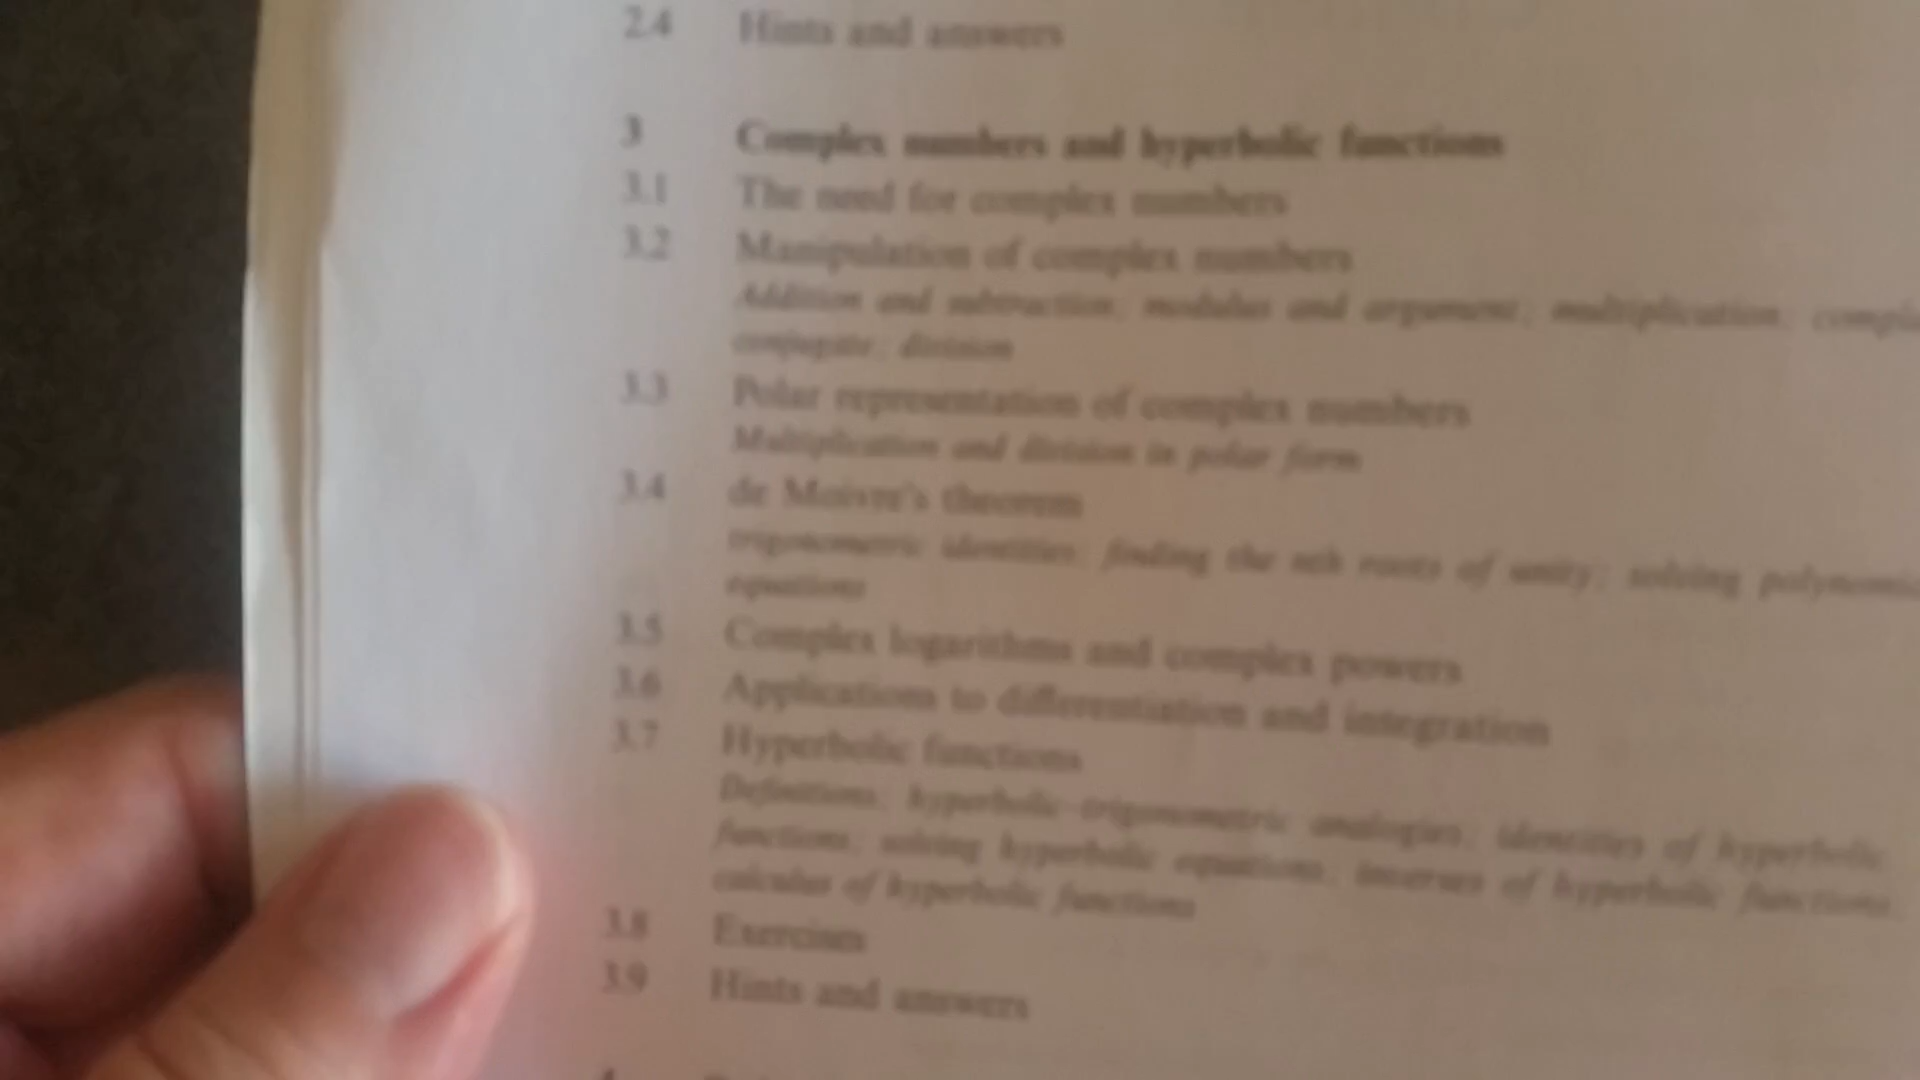 2.4 Hints and answers
3 Complex numbers and hyperbolic functions
3.1 The need for complex numbers
3.2 Manipulation of complex numbers
Addition and subtraction; modulus and argument; multiplication; compl
conjugate; division
3.3 Polar representation of complex numbers
Multiplication and division in polar form
3.4 de Moivre's theorem
trigonometric identities; finding the nth roots of unity; solving polynomi
equations
3.5 Complex logarithms and complex powers
3.6 Applications to differentiation and integration
3.7 Hyperbolic functions
Definitions; hyperbolic–trigonometric analogies; identities of hyperbolic
functions; solving hyperbolic equations; inverses of hyperbolic functions;
calculus of hyperbolic functions
3.8 Exercises
3.9 Hints and answers